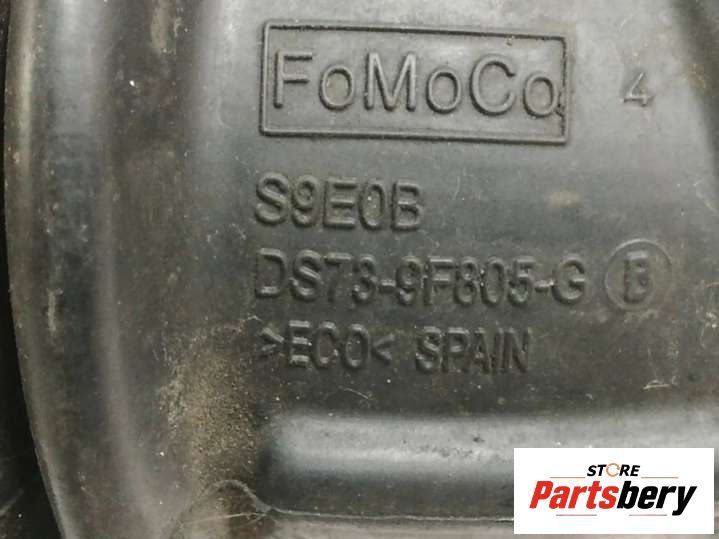 FoMoCo 4
S9E0B
DS73-9F805-G B
>ECO< SPAIN
STORE
Partsbery